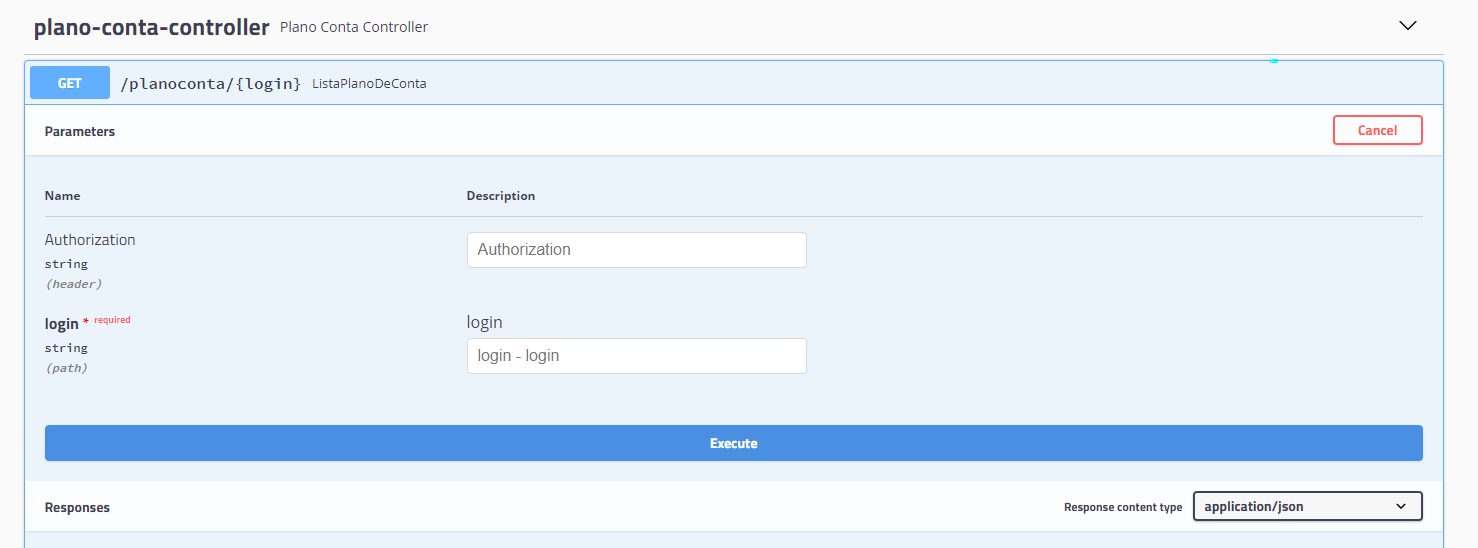 plano-conta-controller Plano Conta Controller
GET /planoconta/{login} ListaPlanoDeConta
Parameters Cancel
Name Description
Authorization Authorization
string
(header)
login * required login
string login - login
(path)
Execute
Responses Response content type application/json